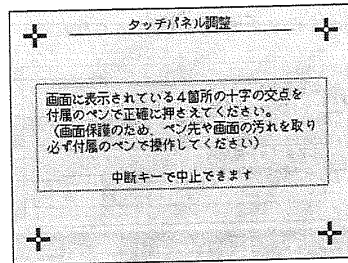 タッチパネル調整
画面に表示されている４箇所の十字の交点を
付属のペンで正確に押さえてください。
（画面保護のため、ペン先や画面の汚れを取り
必ず付属のペンで操作してください）
中断キーで中止できます